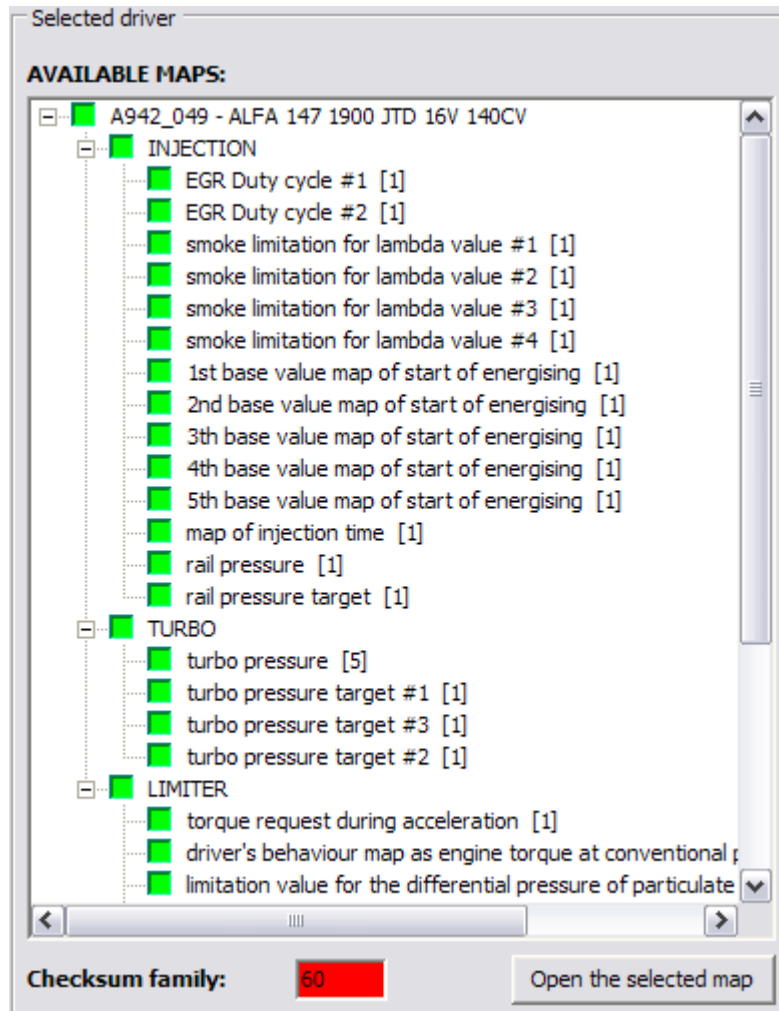 Selected driver
AVAILABLE MAPS:
A942_049 - ALFA 147 1900 JTD 16V 140CV
INJECTION
EGR Duty cycle #1 [1]
EGR Duty cycle #2 [1]
smoke limitation for lambda value #1 [1]
smoke limitation for lambda value #2 [1]
smoke limitation for lambda value #3 [1]
smoke limitation for lambda value #4 [1]
1st base value map of start of energising [1]
2nd base value map of start of energising [1]
3th base value map of start of energising [1]
4th base value map of start of energising [1]
5th base value map of start of energising [1]
map of injection time [1]
rail pressure [1]
rail pressure target [1]
TURBO
turbo pressure [5]
turbo pressure target #1 [1]
turbo pressure target #3 [1]
turbo pressure target #2 [1]
LIMITER
torque request during acceleration [1]
driver's behaviour map as engine torque at conventional
limitation value for the differential pressure of particulate
Checksum family: 60 Open the selected map